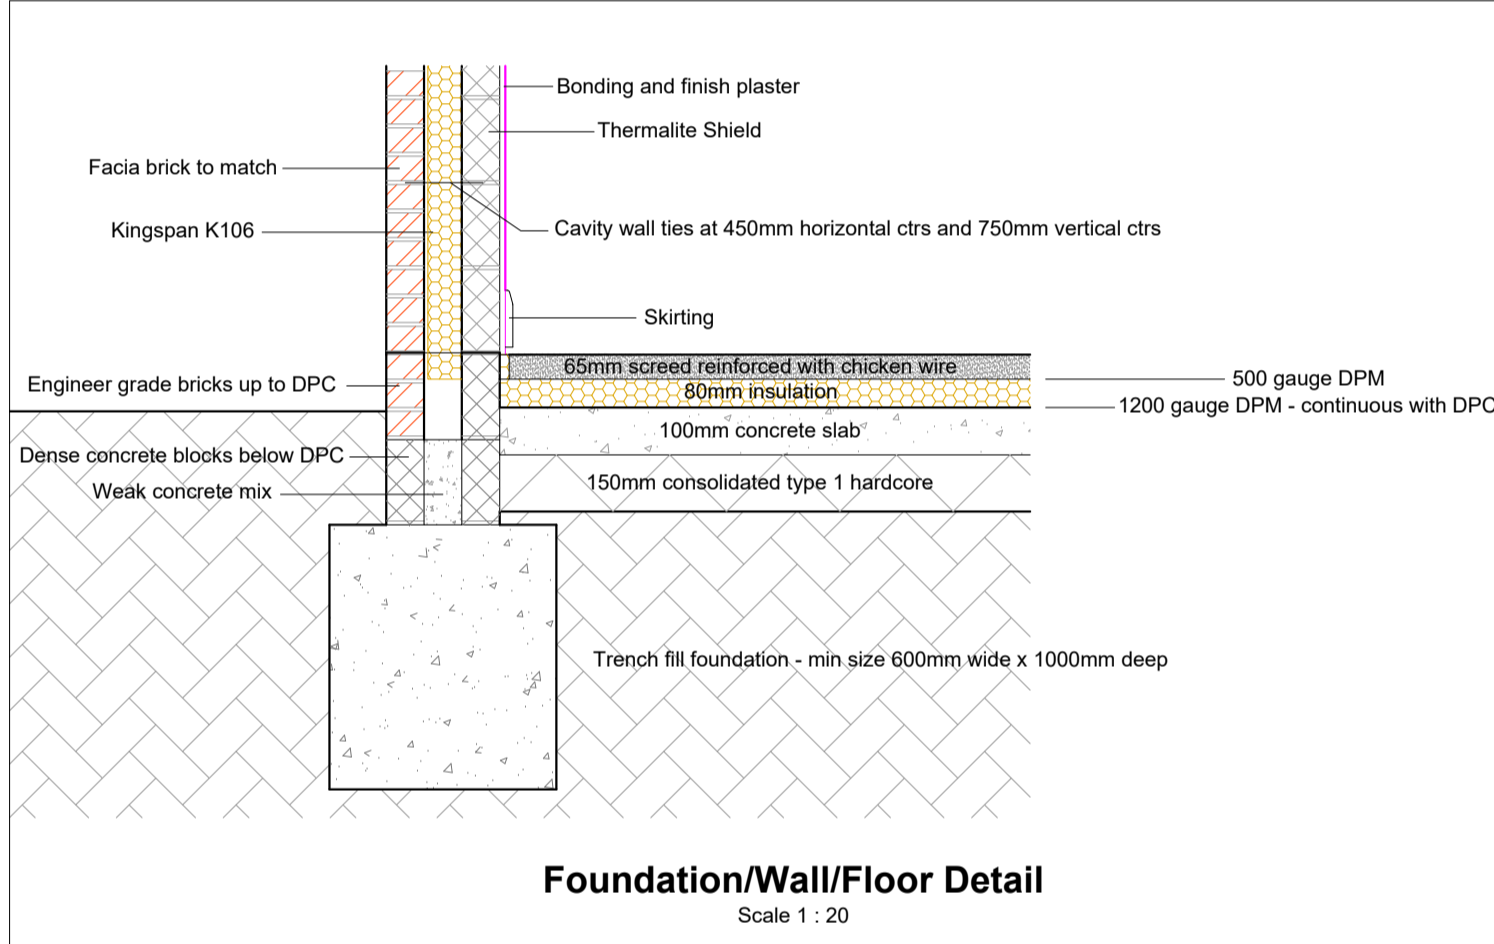 Bonding and finish plaster
Thermalite Shield
Facia brick to match
Kingspan K106
Cavity wall ties at 450mm horizontal ctrs and 750mm vertical ctrs
Skirting
65mm screed reinforced with chicken wire
Engineer grade bricks up to DPC
80mm insulation
500 gauge DPM
1200 gauge DPM - continuous with DPC
100mm concrete slab
Dense concrete blocks below DPC
Weak concrete mix
150mm consolidated type 1 hardcore
Trench fill foundation - min size 600mm wide x 1000mm deep
Foundation/Wall/Floor Detail
Scale 1 : 20